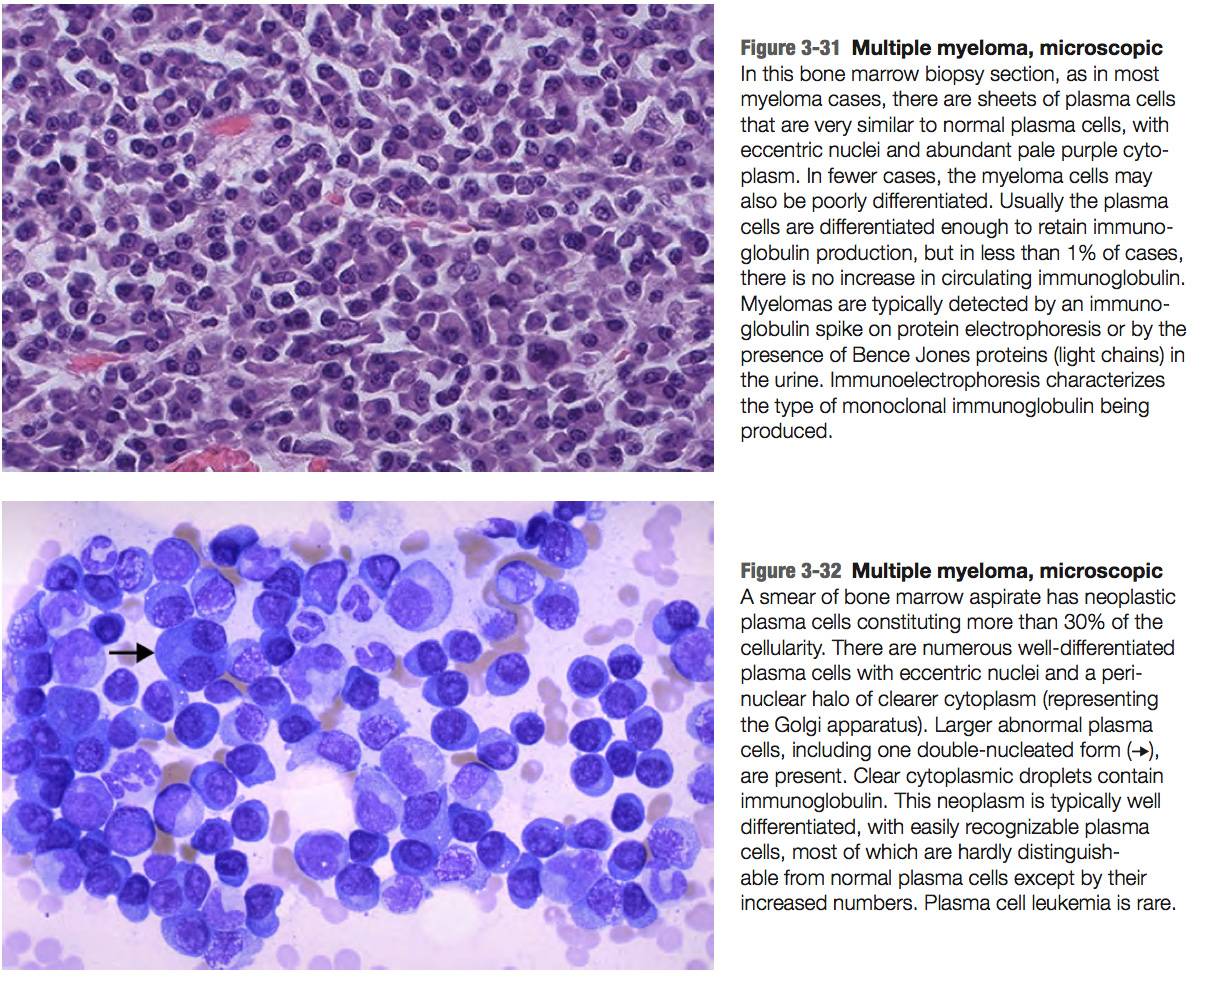 Figure 3-31 Multiple myeloma, microscopic
In this bone marrow biopsy section, as in most
myeloma cases, there are sheets of plasma cells
that are very similar to normal plasma cells, with
eccentric nuclei and abundant pale purple cyto-
plasm. In fewer cases, the myeloma cells may
also be poorly differentiated. Usually the plasma
cells are differentiated enough to retain immuno-
globulin production, but in less than 1% of cases,
there is no increase in circulating immunoglobulin.
Myelomas are typically detected by an immuno-
globulin spike on protein electrophoresis or by the
presence of Bence Jones proteins (light chains) in
the urine. Immunoelectrophoresis characterizes
the type of monoclonal immunoglobulin being
produced.
Figure 3-32 Multiple myeloma, microscopic
A smear of bone marrow aspirate has neoplastic
plasma cells constituting more than 30% of the
cellularity. There are numerous well-differentiated
plasma cells with eccentric nuclei and a peri-
nuclear halo of clearer cytoplasm (representing
the Golgi apparatus). Larger abnormal plasma
cells, including one double-nucleated form (→),
are present. Clear cytoplasmic droplets contain
immunoglobulin. This neoplasm is typically well
differentiated, with easily recognizable plasma
cells, most of which are hardly distinguish-
able from normal plasma cells except by their
increased numbers. Plasma cell leukemia is rare.